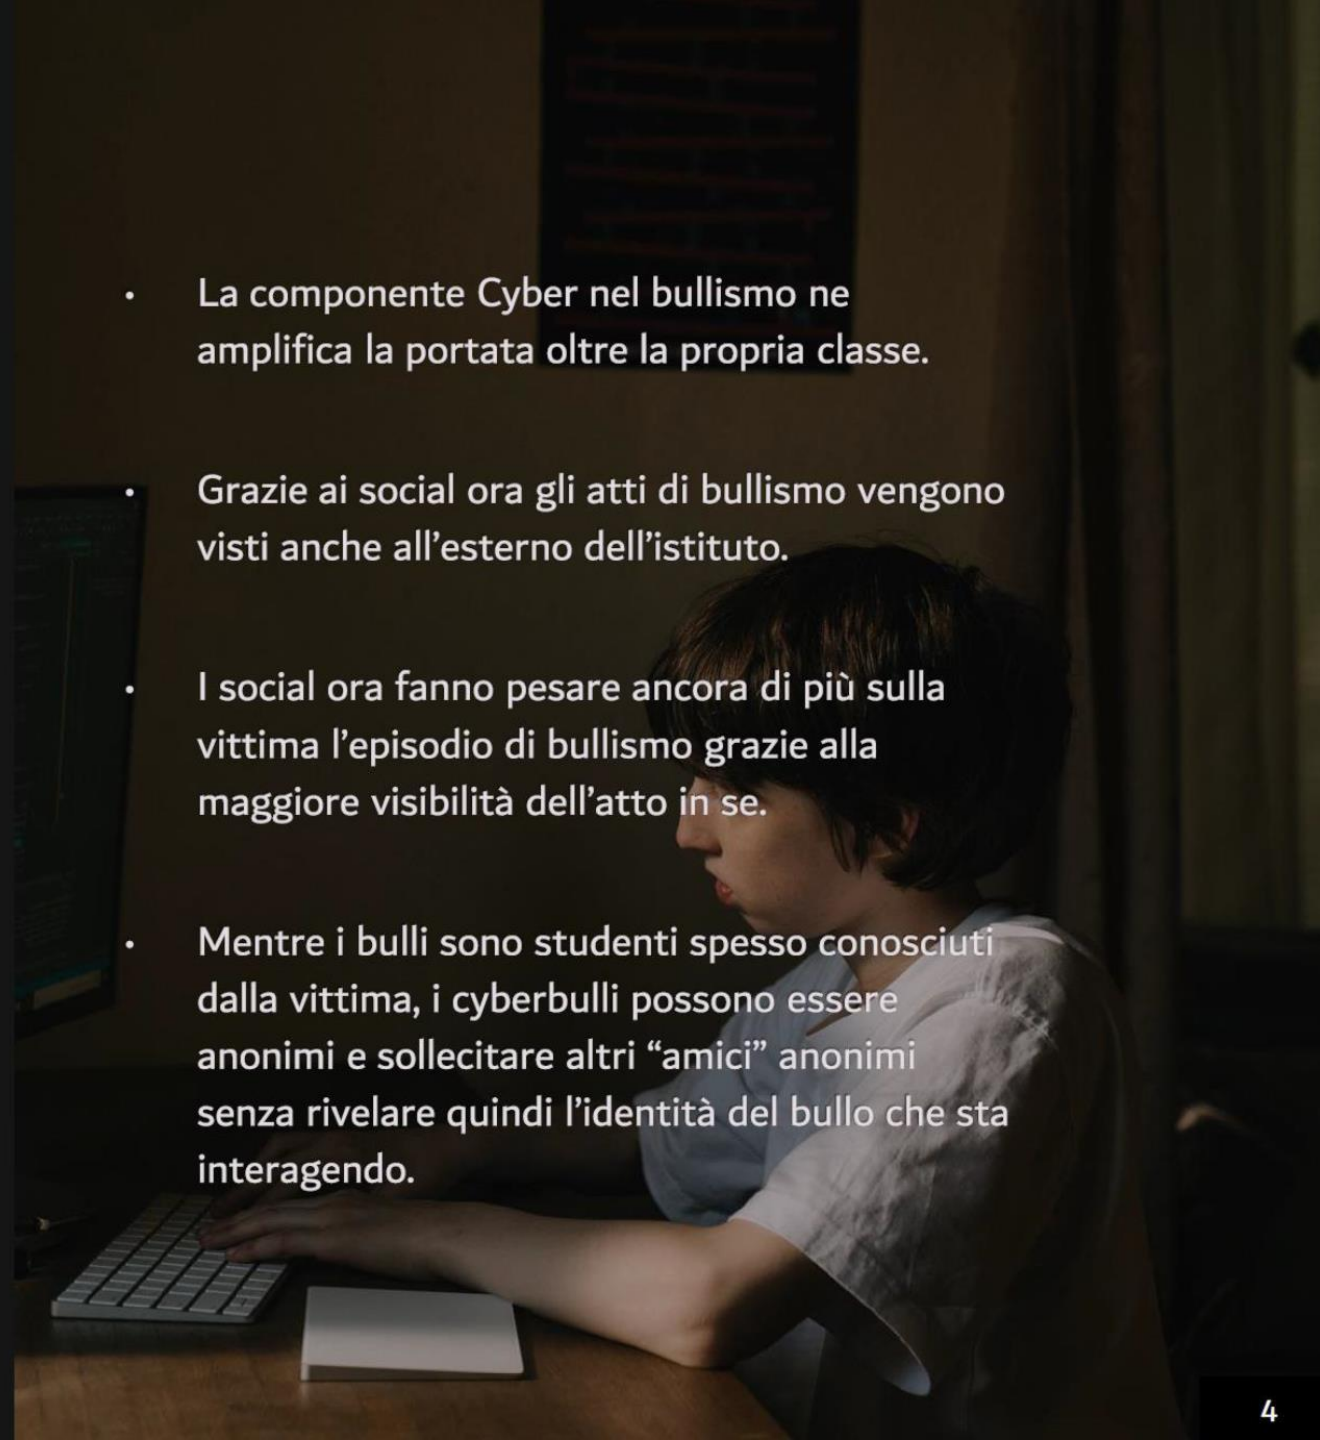 • La componente Cyber nel bullismo ne
amplifica la portata oltre la propria classe.
• Grazie ai social ora gli atti di bullismo vengono
visti anche all’esterno dell’istituto.
• I social ora fanno pesare ancora di più sulla
vittima l’episodio di bullismo grazie alla
maggiore visibilità dell’atto in se.
• Mentre i bulli sono studenti spesso conosciuti
dalla vittima, i cyberbulli possono essere
anonimi e sollecitare altri “amici” anonimi
senza rivelare quindi l’identità del bullo che sta
interagendo.
4